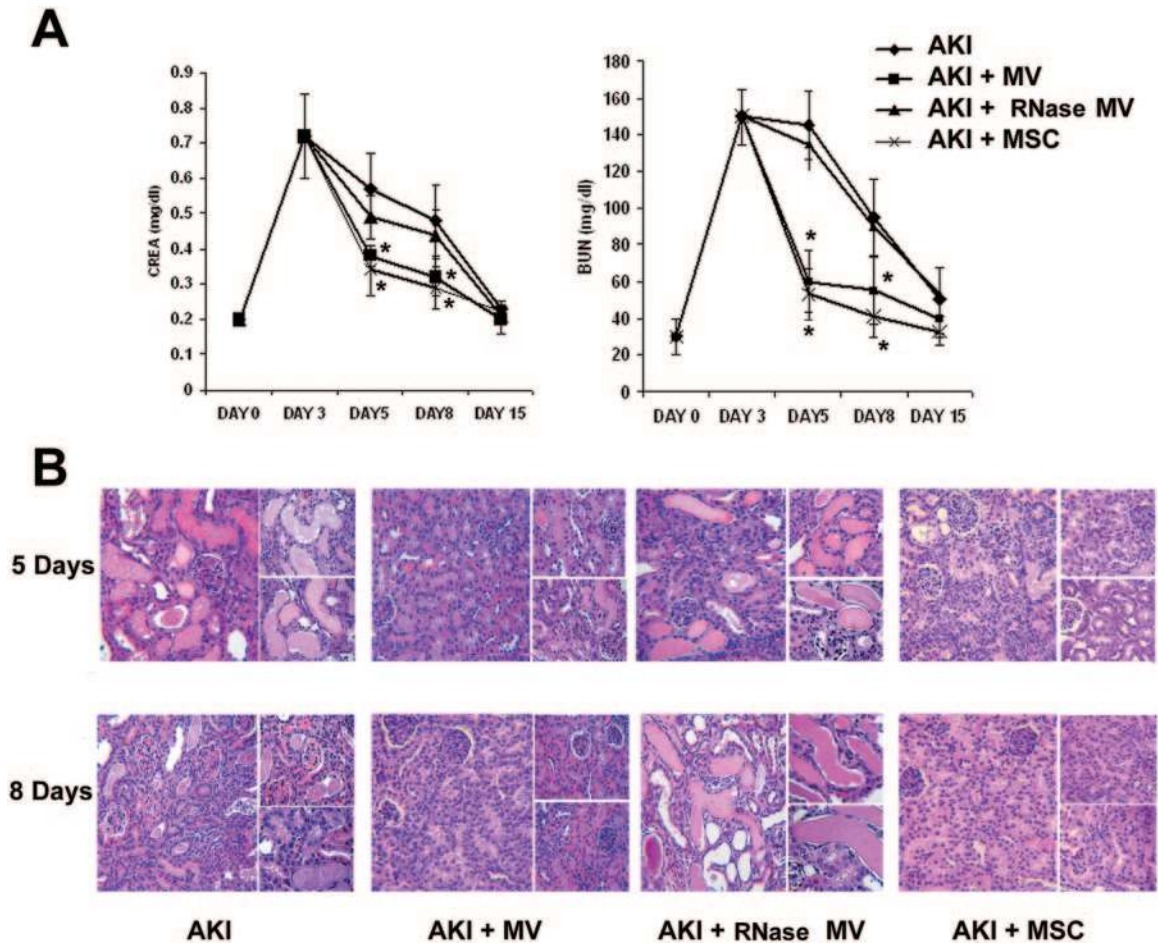 A
AKI
AKI + MV
AKI + RNase MV
AKI + MSC
CREA (mg/dl)
0.9
0.8
0.7
0.6
0.5
0.4
0.3
0.2
0.1
0
DAY 0 DAY 3 DAY5 DAY8 DAY 15
*
*
*
*
BUN (mg/dl)
180
160
140
120
100
80
60
40
20
0
DAY 0 DAY 3 DAY5 DAY8 DAY 15
*
*
*
*
B
5 Days
8 Days
AKI AKI + MV AKI + RNase MV AKI + MSC